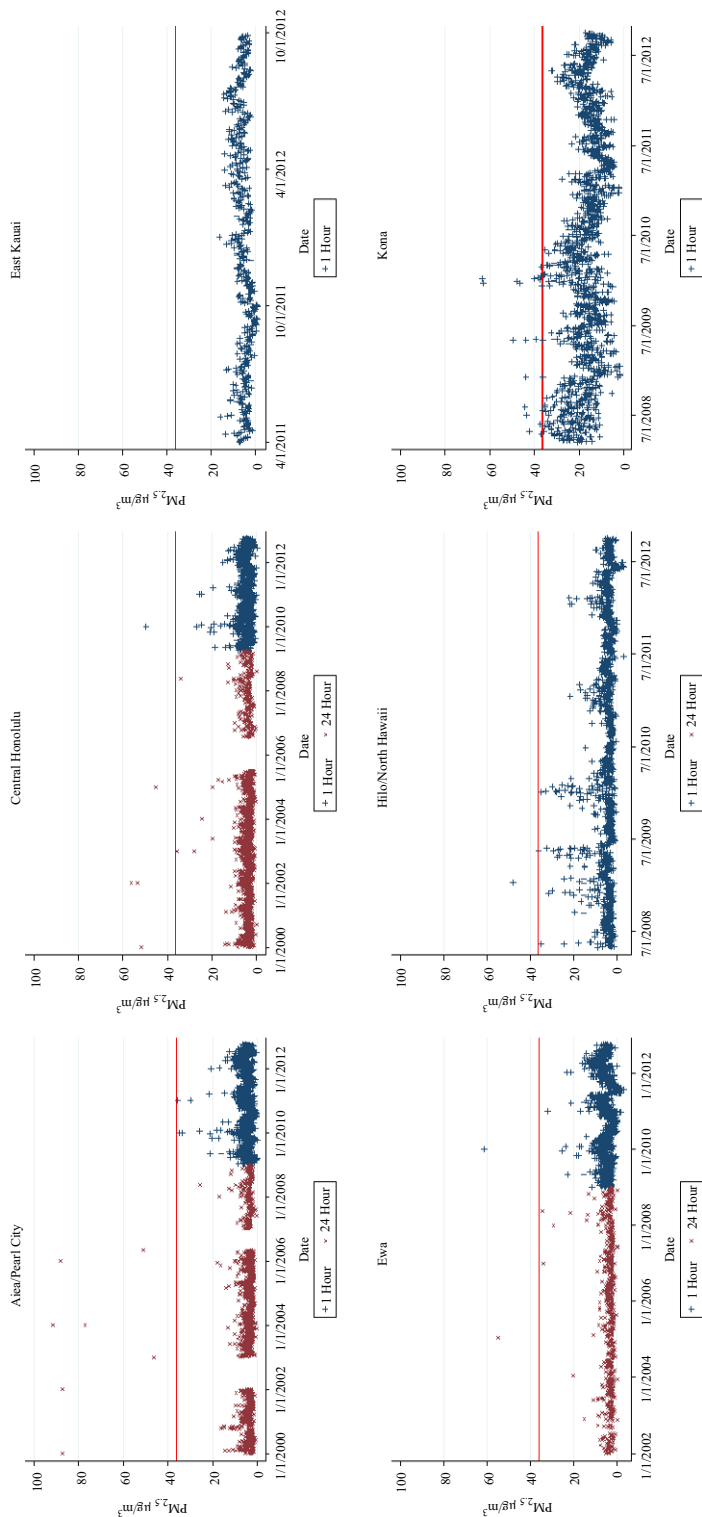 Aiea/Pearl City
PM2.5 µg/m3
100
80
60
40
20
0
1/1/2000 1/1/2002 1/1/2004 1/1/2006 1/1/2008 1/1/2010 1/1/2012
Date
+ 1 Hour × 24 Hour
Central Honolulu
PM2.5 µg/m3
100
80
60
40
20
0
1/1/2000 1/1/2002 1/1/2004 1/1/2006 1/1/2008 1/1/2010 1/1/2012
Date
+ 1 Hour × 24 Hour
East Kauai
PM2.5 µg/m3
100
80
60
40
20
0
4/1/2011 10/1/2011 4/1/2012 10/1/2012
Date
+ 1 Hour
Ewa
PM2.5 µg/m3
100
80
60
40
20
0
1/1/2002 1/1/2004 1/1/2006 1/1/2008 1/1/2010 1/1/2012
Date
+ 1 Hour × 24 Hour
Hilo/North Hawaii
PM2.5 µg/m3
100
80
60
40
20
0
7/1/2008 7/1/2009 7/1/2010 7/1/2011 7/1/2012
Date
+ 1 Hour
Kona
PM2.5 µg/m3
100
80
60
40
20
0
7/1/2008 7/1/2009 7/1/2010 7/1/2011 7/1/2012
Date
+ 1 Hour